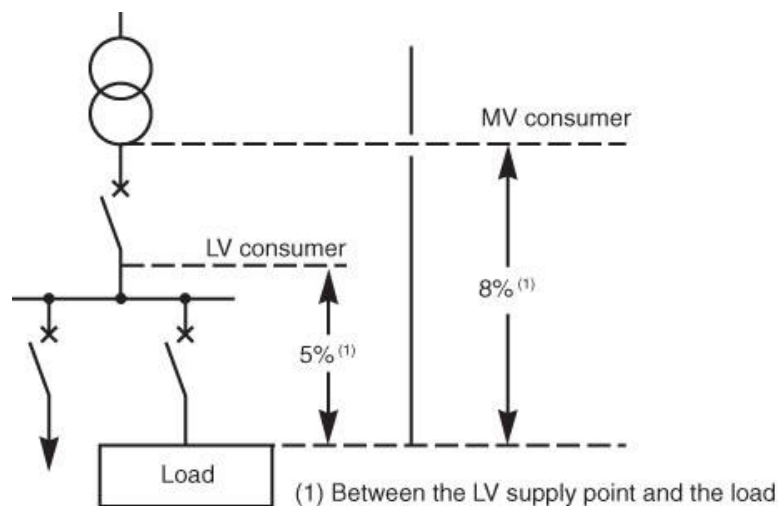 MV consumer
LV consumer
8% (1)
5% (1)
Load
(1) Between the LV supply point and the load